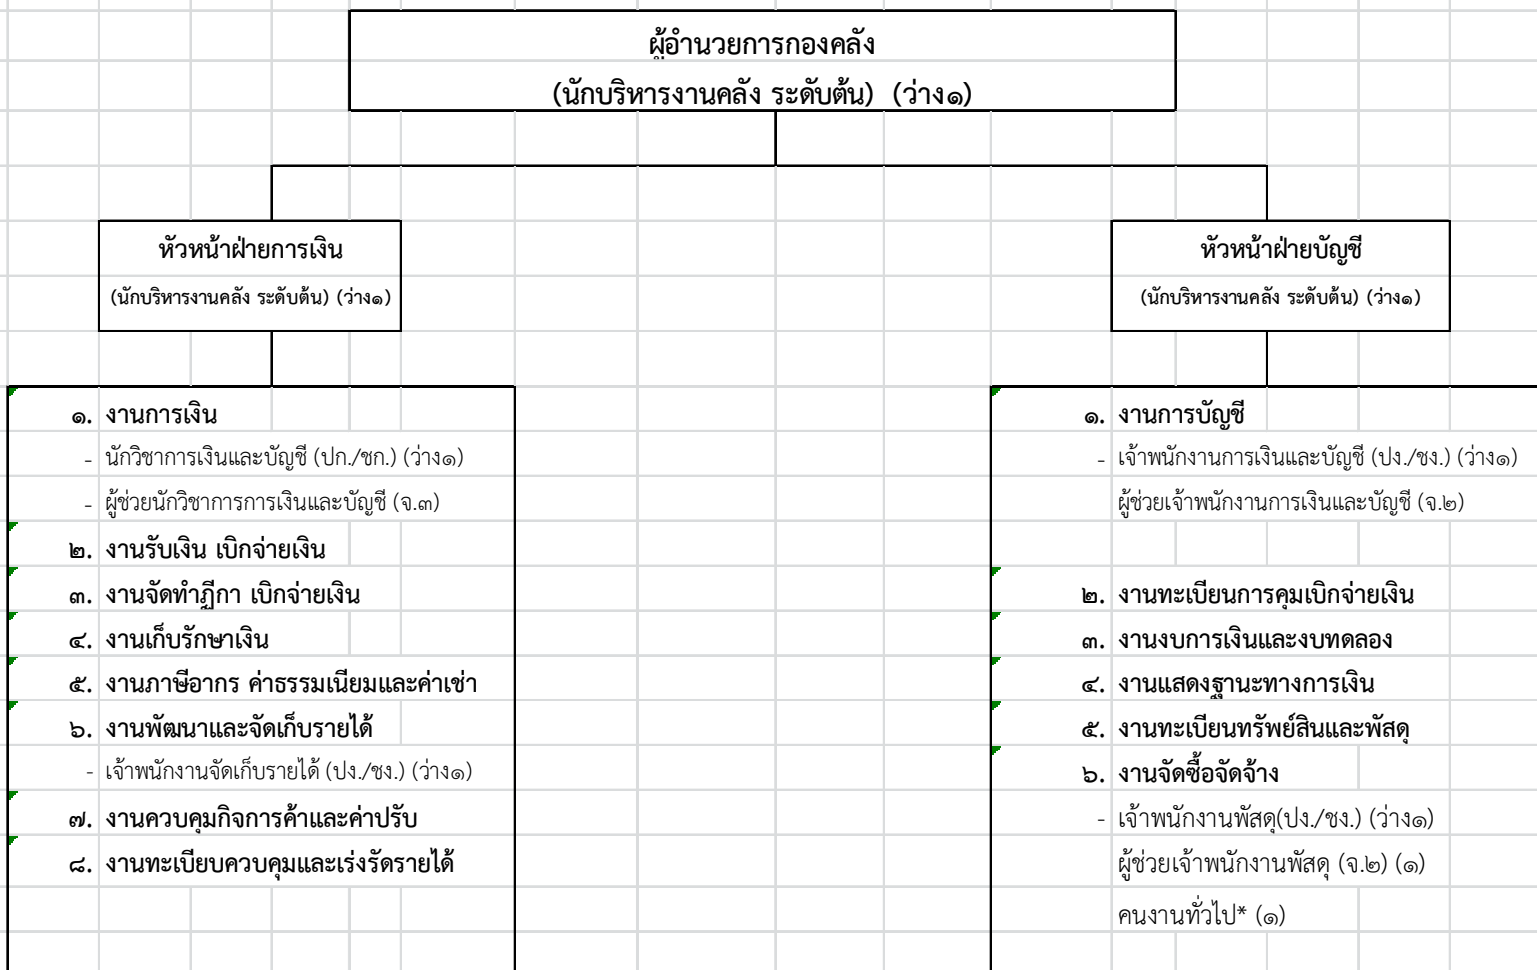 ผู้อำนวยการกองคลัง
(นักบริหารงานคลัง ระดับต้น) (ว่าง๑)
หัวหน้าฝ่ายการเงิน
(นักบริหารงานคลัง ระดับต้น) (ว่าง๑)
๑. งานการเงิน
- นักวิชาการเงินและบัญชี (ปก./ชก.) (ว่าง๑)
- ผู้ช่วยนักวิชาการการเงินและบัญชี (จ.๓)
๒. งานรับเงิน เบิกจ่ายเงิน
๓. งานจัดทำฎีกา เบิกจ่ายเงิน
๔. งานเก็บรักษาเงิน
๕. งานภาษีอากร ค่าธรรมเนียมและค่าเช่า
๖. งานพัฒนาและจัดเก็บรายได้
- เจ้าพนักงานจัดเก็บรายได้ (ปง./ชง.) (ว่าง๑)
๗. งานควบคุมกิจการค้าและค่าปรับ
๘. งานทะเบียบควบคุมและเร่งรัดรายได้
หัวหน้าฝ่ายบัญชี
(นักบริหารงานคลัง ระดับต้น) (ว่าง๑)
๑. งานการบัญชี
- เจ้าพนักงานการเงินและบัญชี (ปง./ชง.) (ว่าง๑)
ผู้ช่วยเจ้าพนักงานการเงินและบัญชี (จ.๒)
๒. งานทะเบียนการคุมเบิกจ่ายเงิน
๓. งานงบการเงินและงบทดลอง
๔. งานแสดงฐานะทางการเงิน
๕. งานทะเบียนทรัพย์สินและพัสดุ
๖. งานจัดซื้อจัดจ้าง
- เจ้าพนักงานพัสดุ(ปง./ชง.) (ว่าง๑)
ผู้ช่วยเจ้าพนักงานพัสดุ (จ.๒) (๑)
คนงานทั่วไป* (๑)